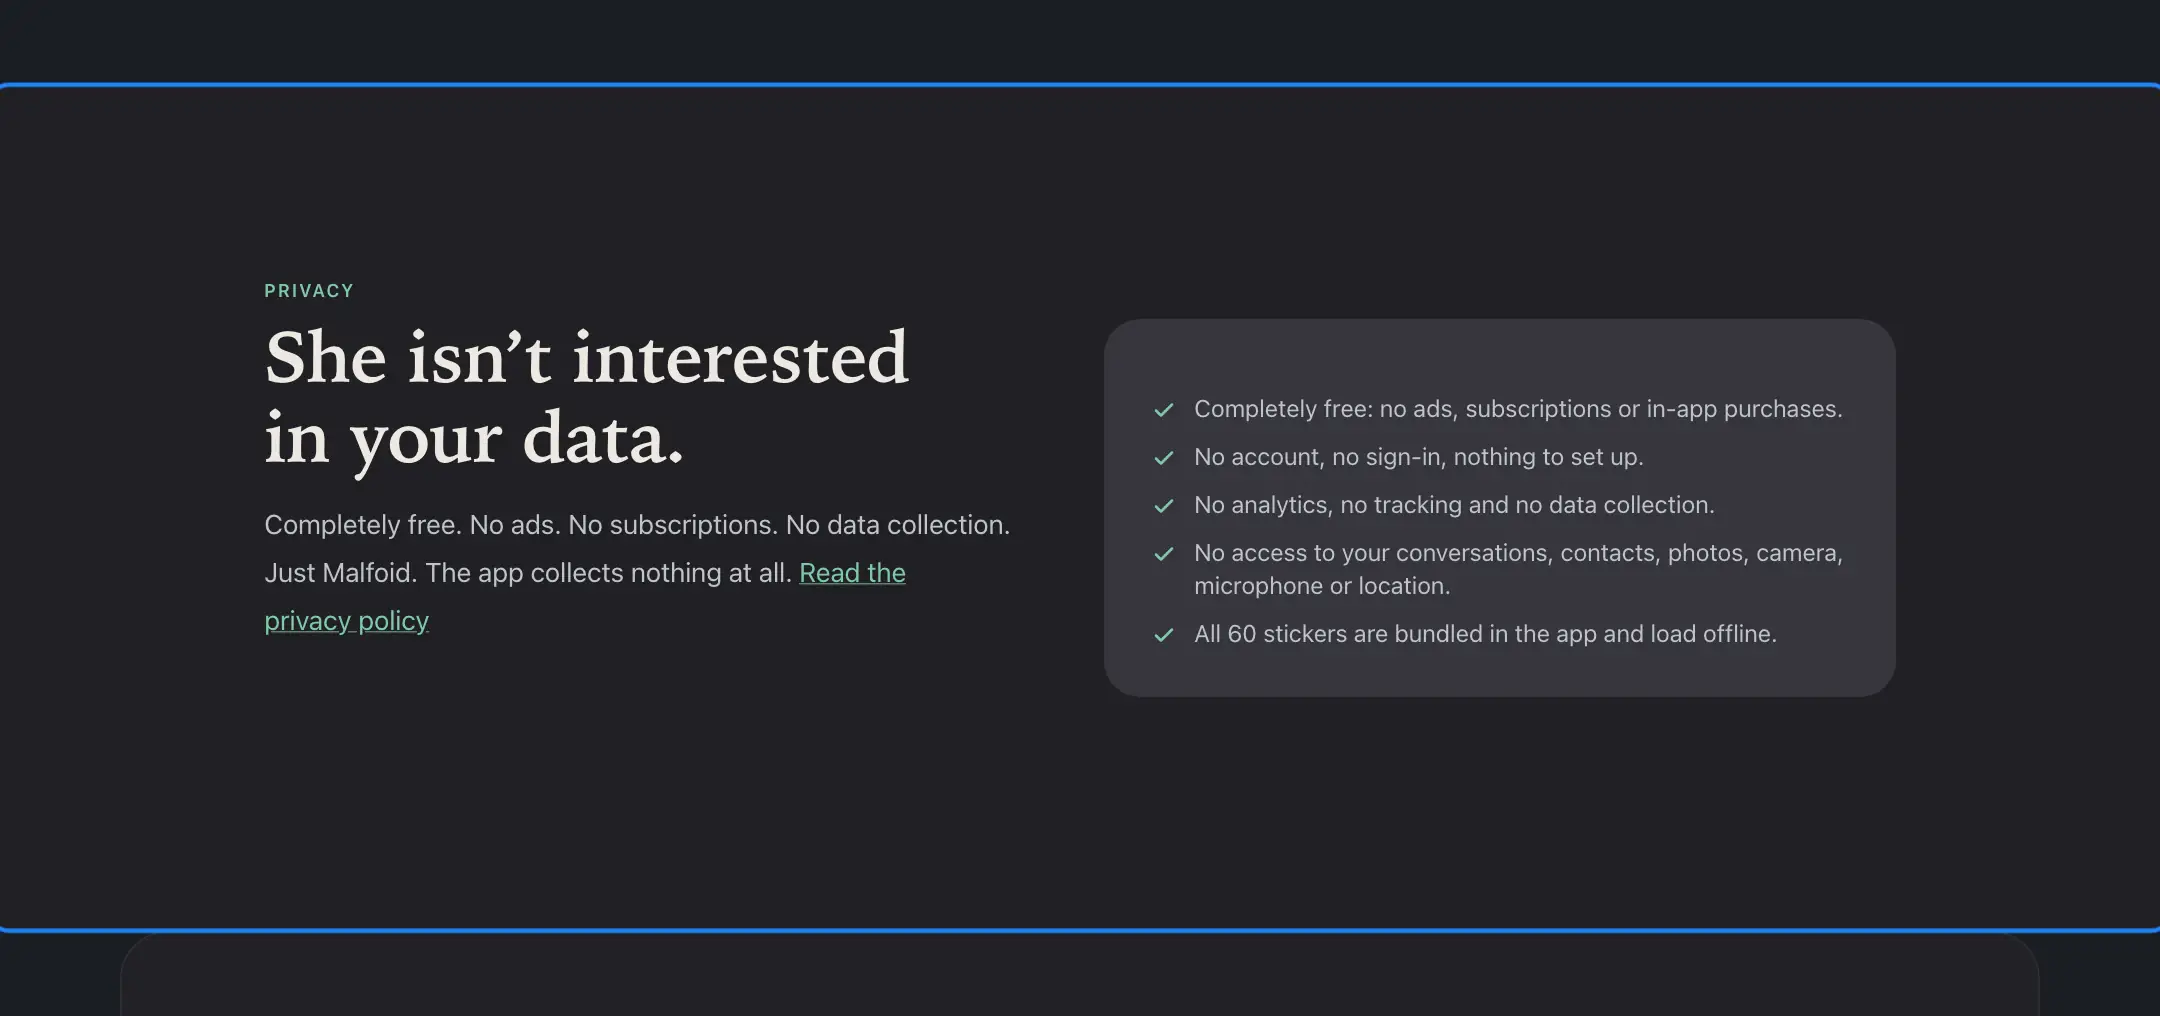 PRIVACY
She isn’t interested
in your data.
Completely free. No ads. No subscriptions. No data collection.
Just Malfoid. The app collects nothing at all. Read the
privacy policy
Completely free: no ads, subscriptions or in-app purchases.
No account, no sign-in, nothing to set up.
No analytics, no tracking and no data collection.
No access to your conversations, contacts, photos, camera,
microphone or location.
All 60 stickers are bundled in the app and load offline.